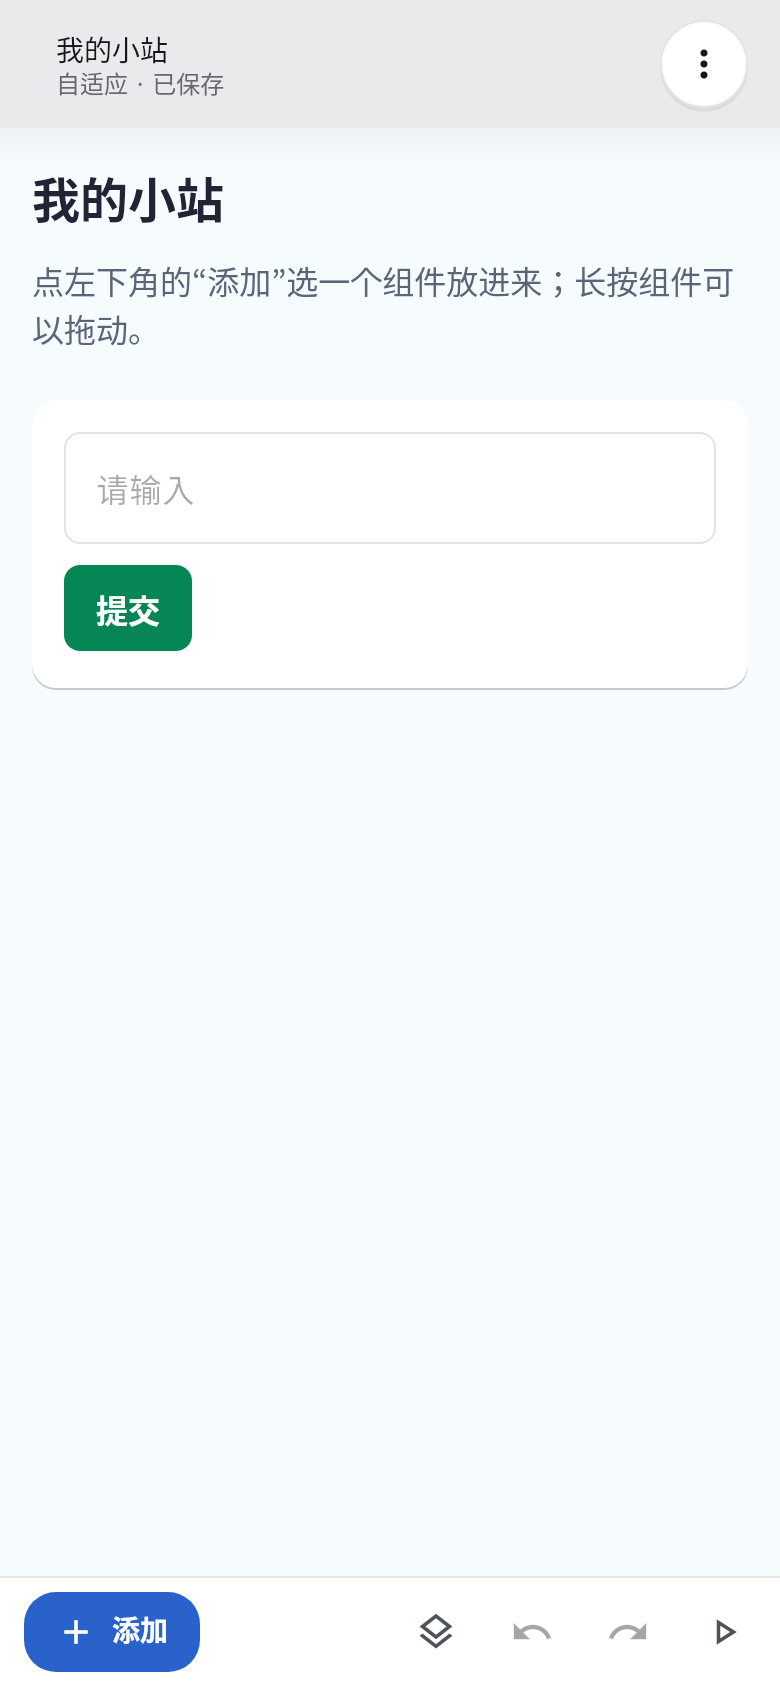 我的小站
自适应 · 已保存
我的小站
点左下角的“添加”选一个组件放进来；长按组件可
以拖动。
请输入
提交
添加